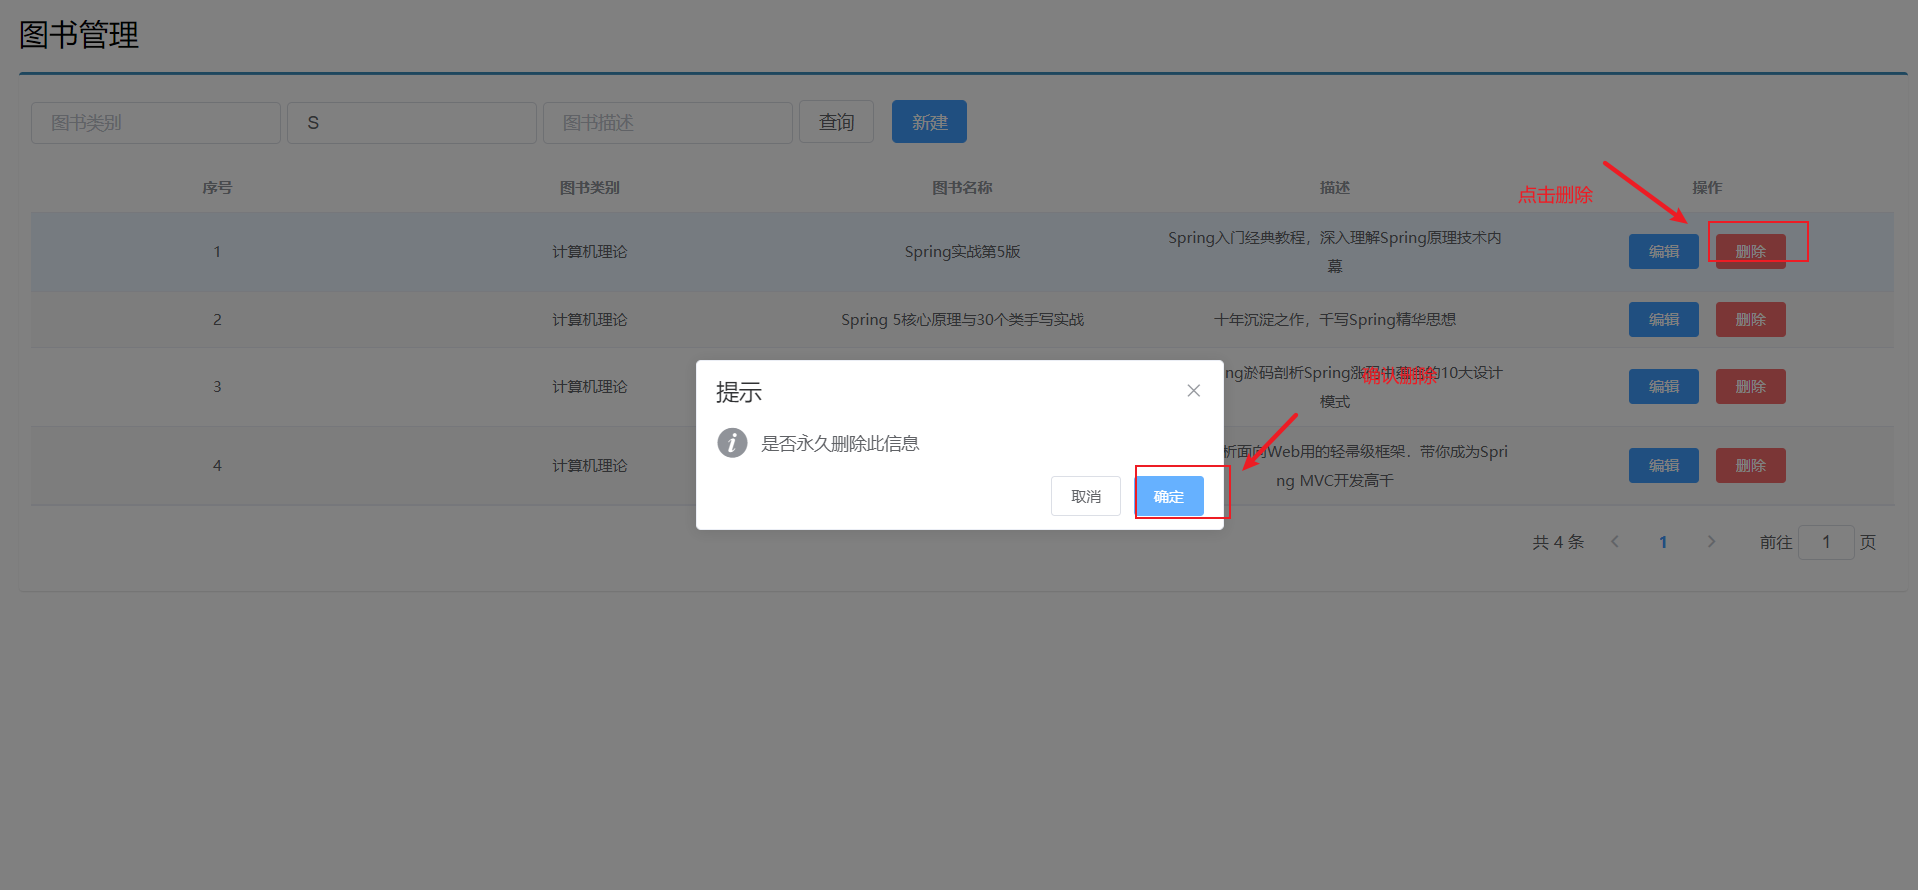 图书管理
图书类别 S 图书描述 查询 新建
序号 图书类别 图书名称 描述 操作
点击删除
1 计算机理论 Spring实战第5版 Spring入门经典教程，深入理解Spring原理技术内
幕
编辑 删除
2 计算机理论 Spring 5核心原理与30个类手写实战 十年沉淀之作，千写Spring精华思想 编辑 删除
3 计算机理论 ng淤码剖析Spring涨码中蕴含的10大设计
模式
编辑 删除
确认删除
提示
是否永久删除此信息
取消 确定
4 计算机理论 析面向Web用的轻帚级框架．带你成为Spri
ng MVC开发高千
编辑 删除
共 4 条 1 前往 1 页